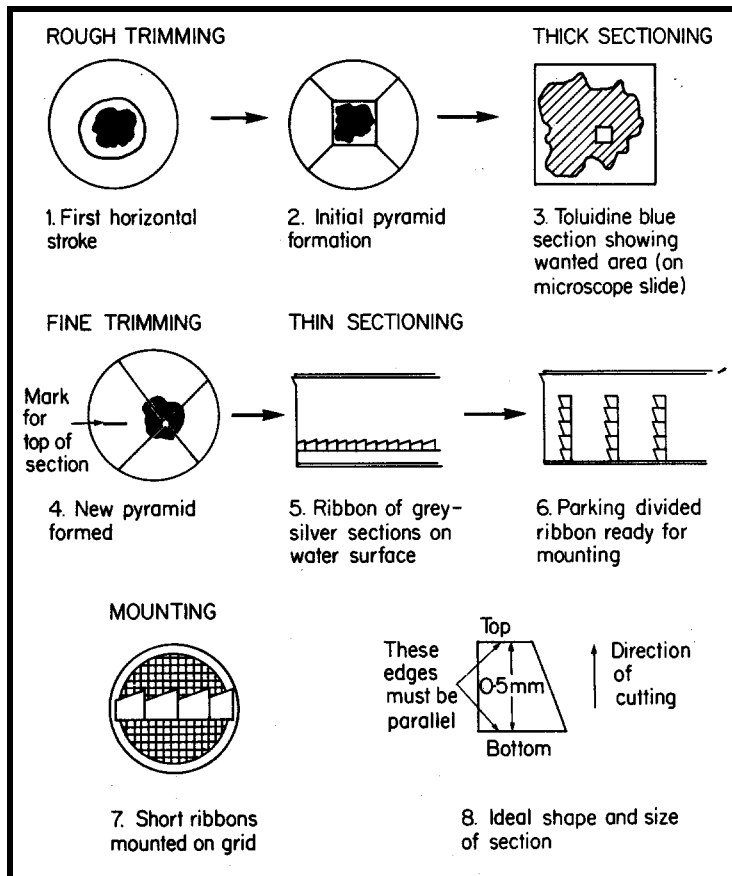 ROUGH TRIMMING
THICK SECTIONING
1. First horizontal
stroke
2. Initial pyramid
formation
3. Toluidine blue
section showing
wanted area (on
microscope slide)
FINE TRIMMING
THIN SECTIONING
Mark
for
top of
section
4. New pyramid
formed
5. Ribbon of grey-
silver sections on
water surface
6. Parking divided
ribbon ready for
mounting
MOUNTING
7. Short ribbons
mounted on grid
These
edges
must be
parallel
Top
0·5mm
Bottom
Direction
of
cutting
8. Ideal shape and size
of section